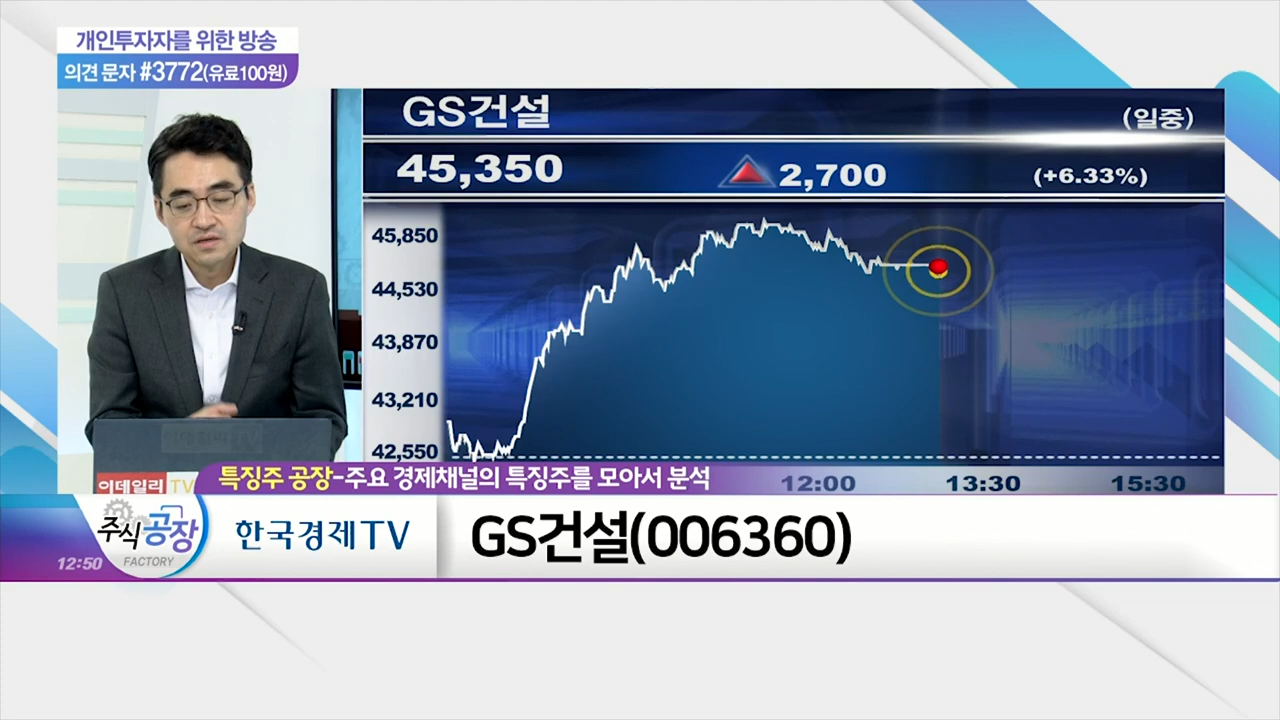 개인투자자를 위한 방송
의견 문자 #3772(유료100원)
GS건설
(일중)
45,350
2,700
(+6.33%)
45,850
44,530
43,870
43,210
42,550
12:00
13:30
15:30
이데일리TV
특징주 공장-주요 경제채널의 특징주를 모아서 분석
주식공장
FACTORY
12:50
한국경제TV
GS건설(006360)